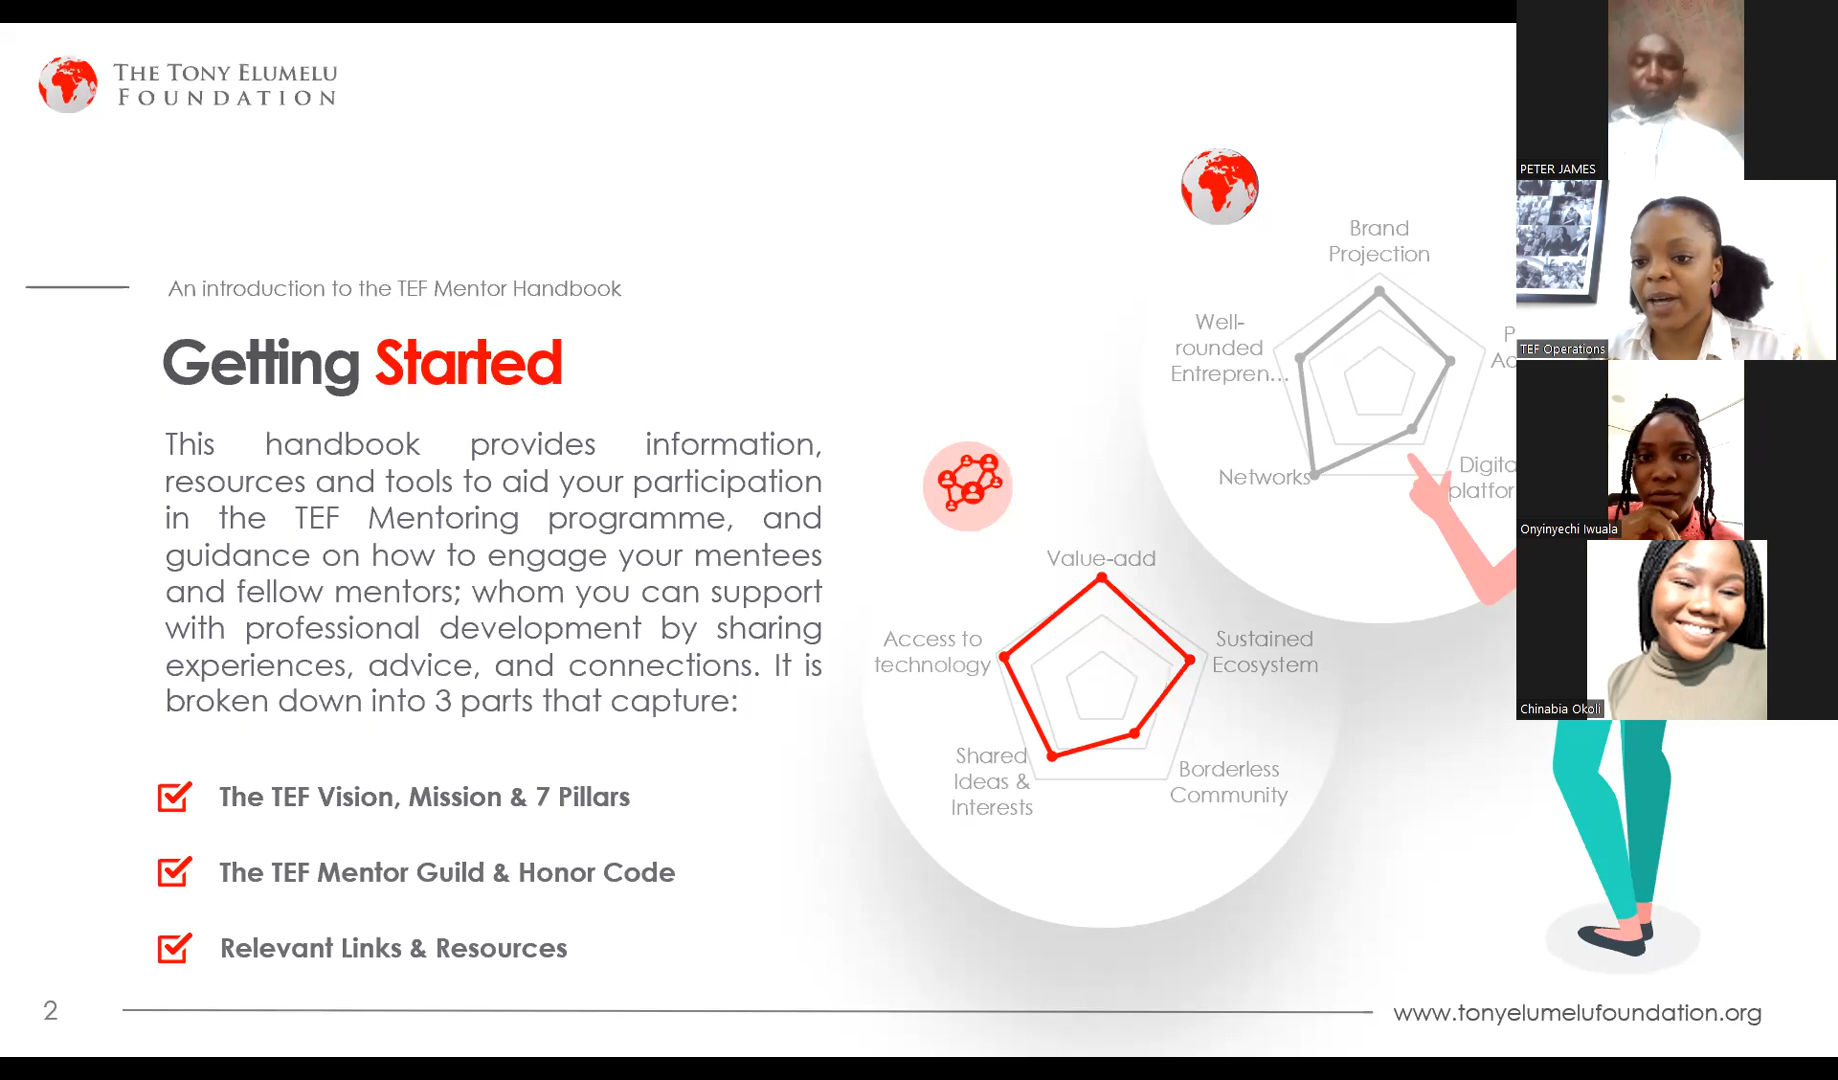 THE TONY ELUMELU
FOUNDATION
An introduction to the TEF Mentor Handbook
Getting Started
This handbook provides information,
resources and tools to aid your participation
in the TEF Mentoring programme, and
guidance on how to engage your mentees
and fellow mentors; whom you can support
with professional development by sharing
experiences, advice, and connections. It is
broken down into 3 parts that capture:
The TEF Vision, Mission & 7 Pillars
The TEF Mentor Guild & Honor Code
Relevant Links & Resources
Brand
Projection
Well-
rounded
Entrepren...
Networks
Value-add
Access to
technology
Sustained
Ecosystem
Shared
Ideas &
Interests
Borderless
Community
PETER JAMES
TEF Operations
Onyinyechi Iwuala
Chinabia Okoli
2
www.tonyelumelufoundation.org